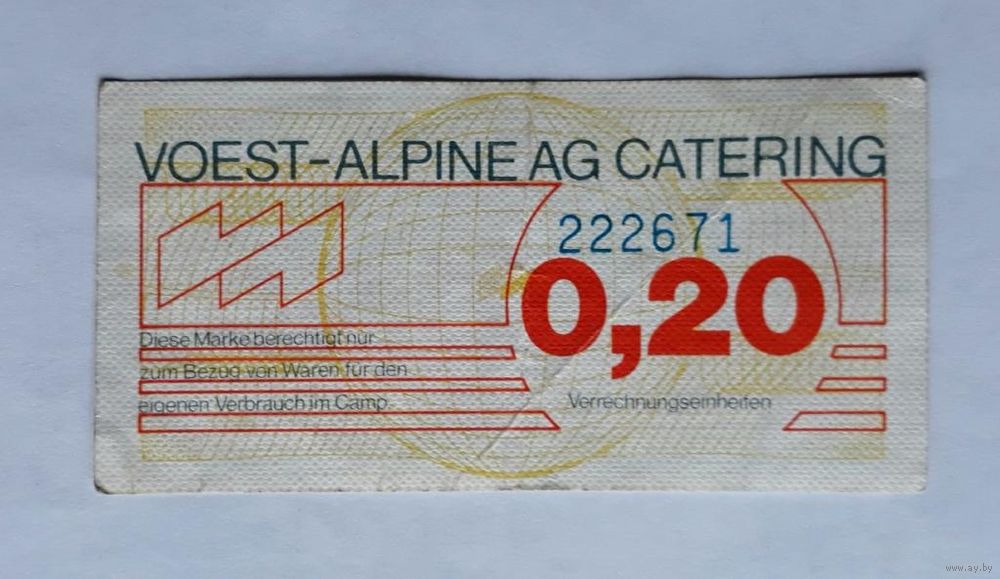 VOEST-ALPINE AG CATERING
222671
0,20
Diese Marke berechtigt nur
zum Bezug von Waren für den
eigenen Verbrauch im Camp.
Verrechnungseinheiten
www.ay.by